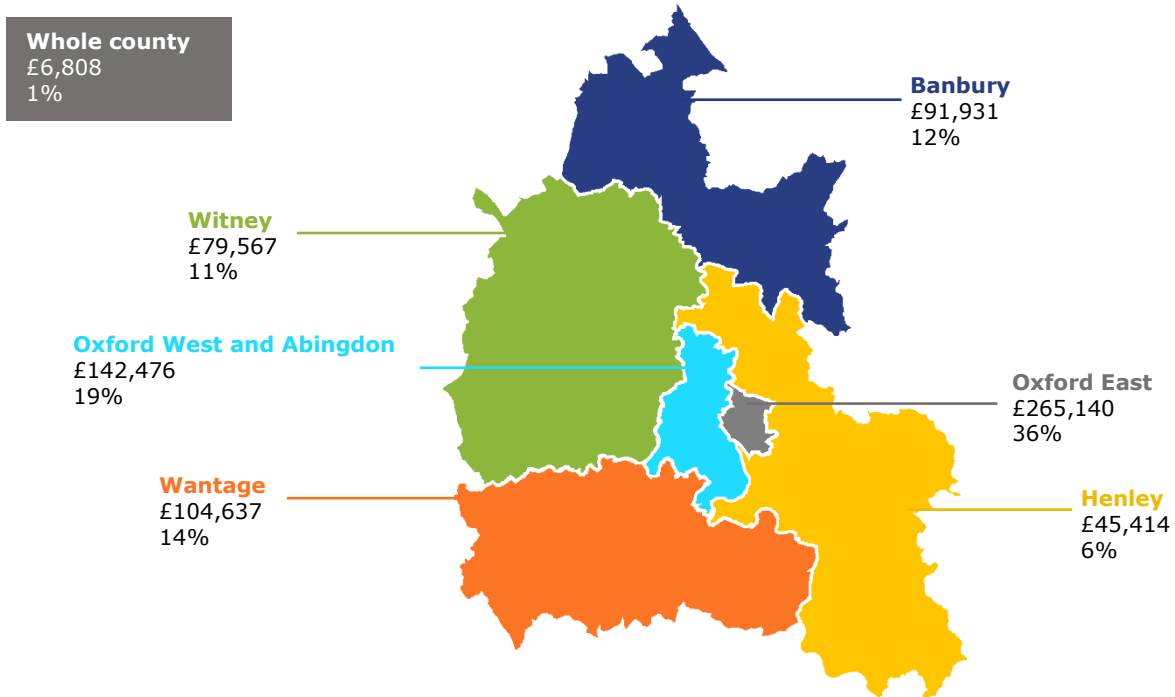 Whole county
£6,808
1%
Banbury
£91,931
12%
Witney
£79,567
11%
Oxford West and Abingdon
£142,476
19%
Oxford East
£265,140
36%
Wantage
£104,637
14%
Henley
£45,414
6%